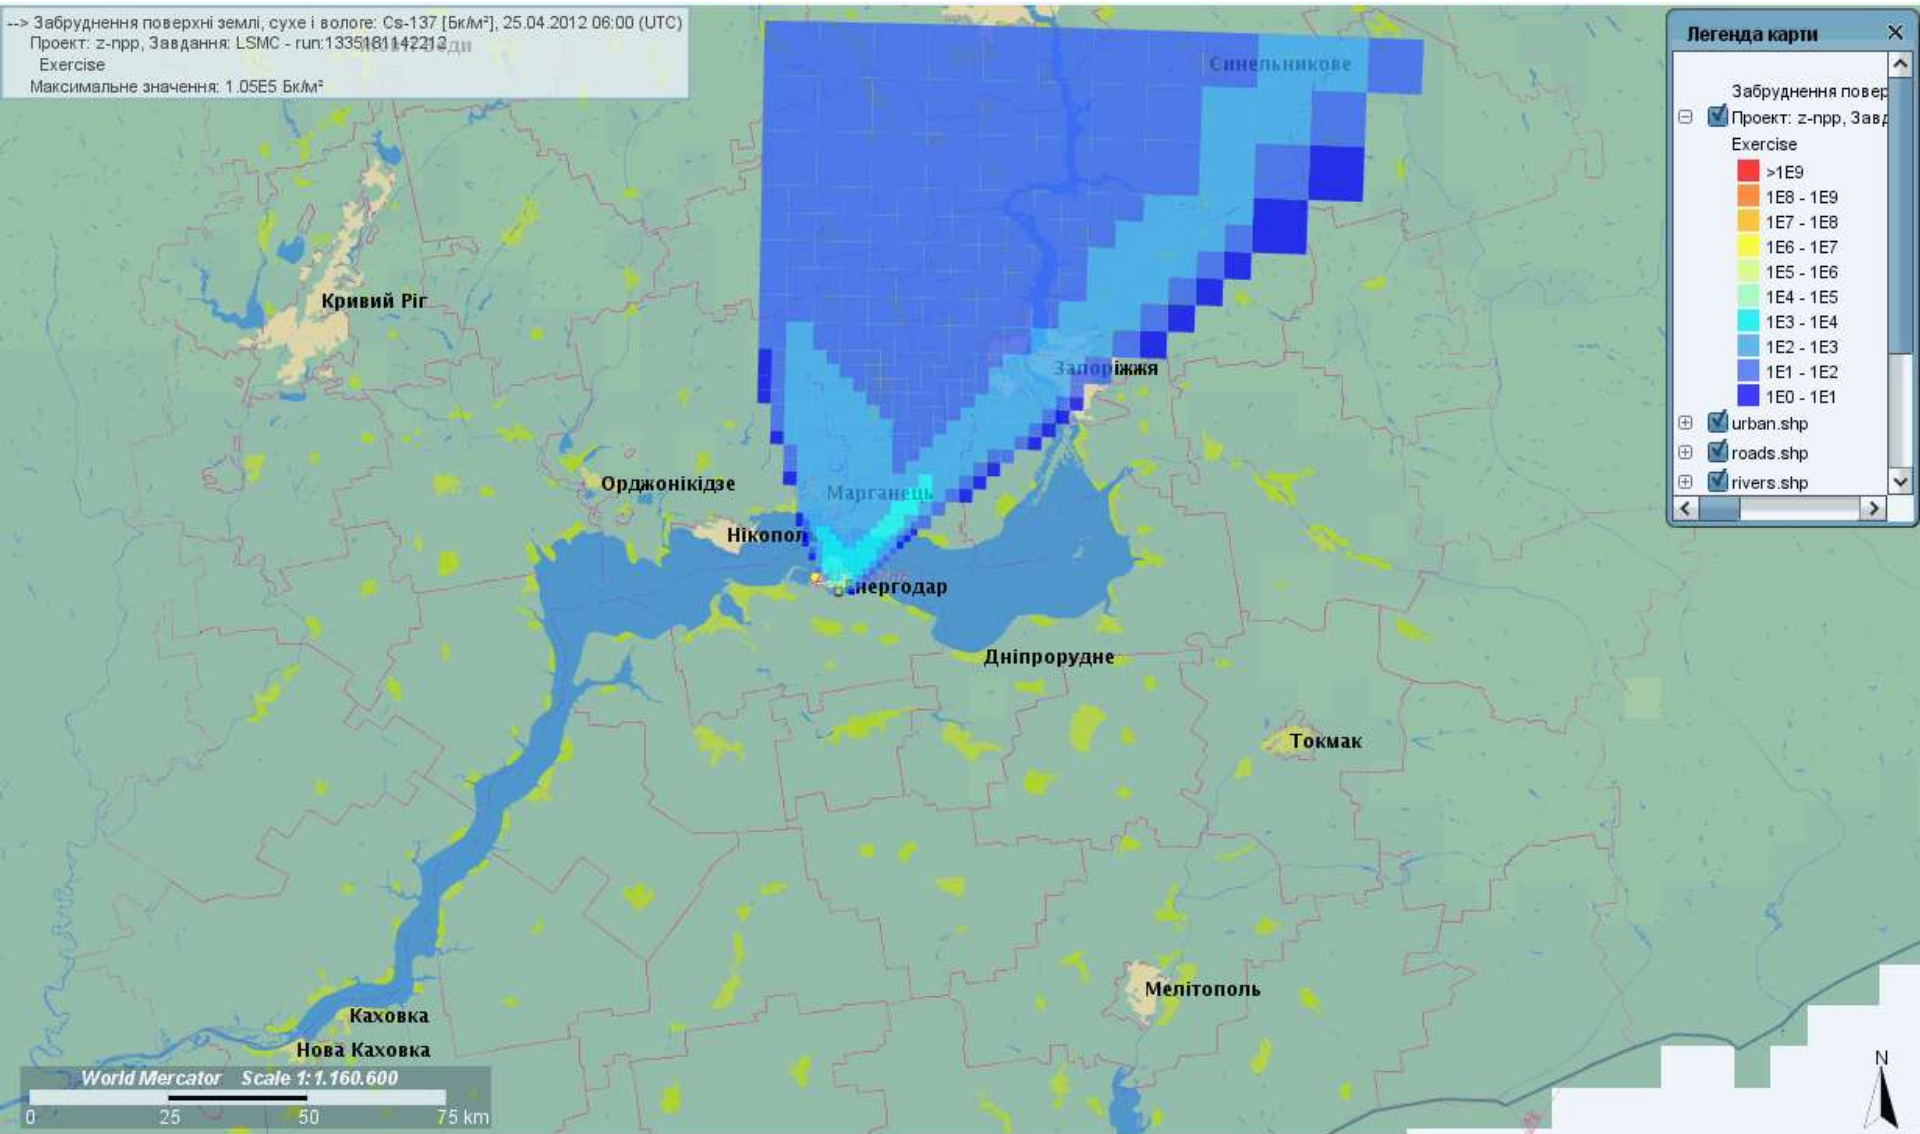 --> Забруднення поверхні землі, сухе і вологе: Cs-137 [Бк/м²], 25.04.2012 06:00 (UTC)
Проект: z-npp, Завдання: LSMC - run:1335181142212
Exercise
Максимальне значення: 1.05E5 Бк/м²
Синельникове
Кривий Ріг
Запоріжжя
Орджонікідзе
Марганець
Нікопол
Енергодар
Дніпрорудне
Токмак
Мелітополь
Каховка
Нова Каховка
World Mercator Scale 1:1.160.600
0 25 50 75 km
N
Легенда карти
Забруднення повер
Проект: z-npp, Завд
Exercise
>1E9
1E8 - 1E9
1E7 - 1E8
1E6 - 1E7
1E5 - 1E6
1E4 - 1E5
1E3 - 1E4
1E2 - 1E3
1E1 - 1E2
1E0 - 1E1
urban.shp
roads.shp
rivers.shp